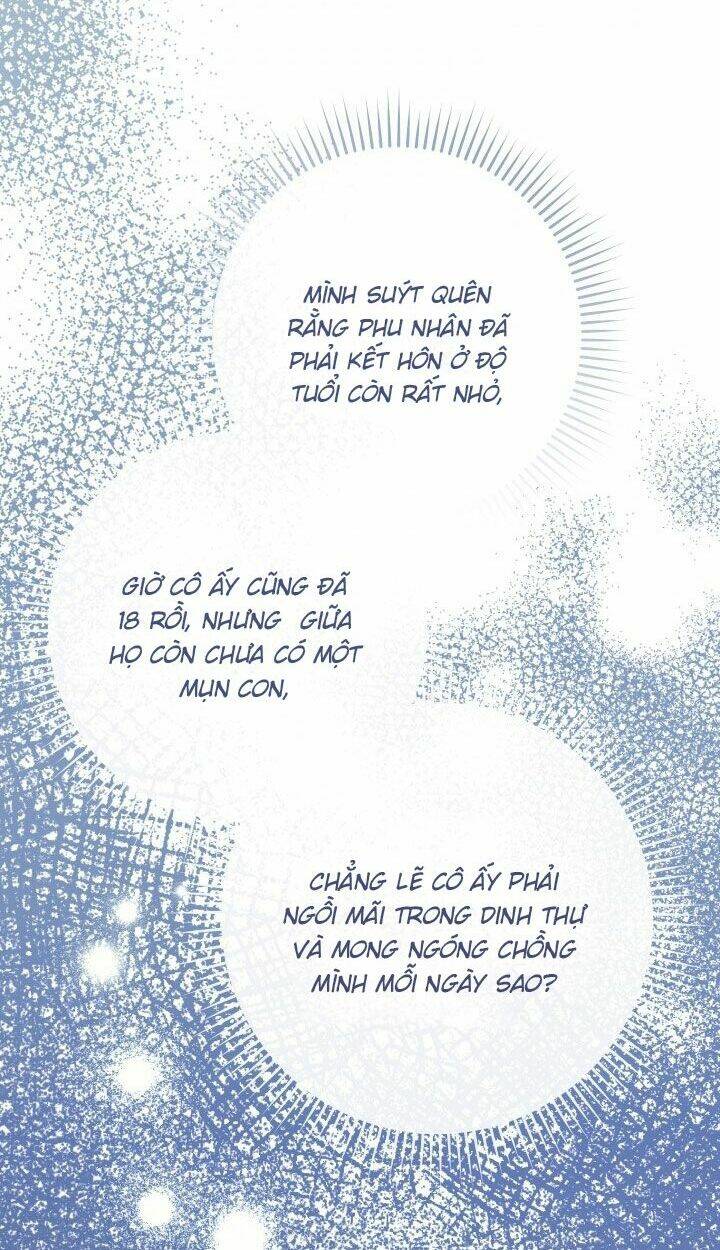 MÌNH SUÝT QUÊN
RẰNG PHU NHÂN ĐÃ
PHẢI KẾT HÔN Ở ĐỘ
TUỔI CÒN RẤT NHỎ,
GIỜ CÔ ẤY CŨNG ĐÃ
18 RỒI, NHƯNG GIỮA
HỌ CÒN CHƯA CÓ MỘT
MỤN CON,
CHẲNG LẼ CÔ ẤY PHẢI
NGỒI MÃI TRONG DINH THỰ
VÀ MONG NGÓNG CHỒNG
MÌNH MỖI NGÀY SAO?